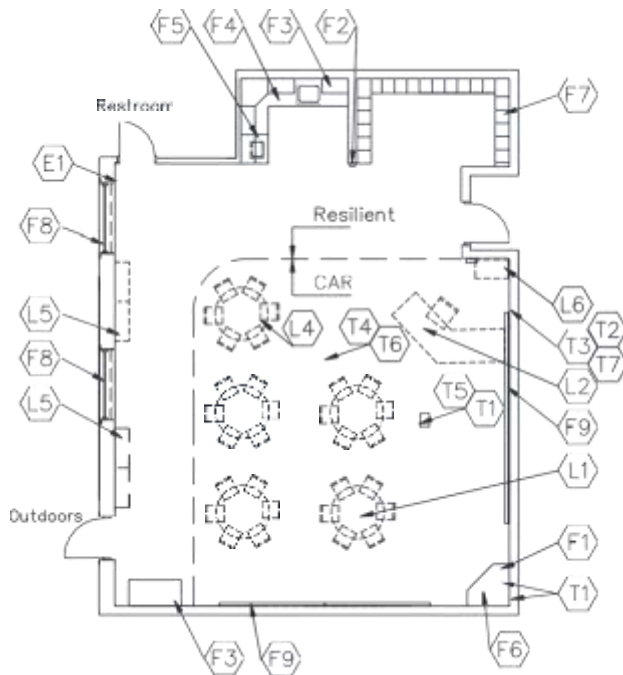 F5
F4
F3
F2
F7
Restroom
E1
F8
Resilient
CAR
L6
L5
L4
T4
T6
T3
T2
T7
F8
L2
L5
T5
T1
F9
L1
Outdoors
F1
T1
F3
F9
F6